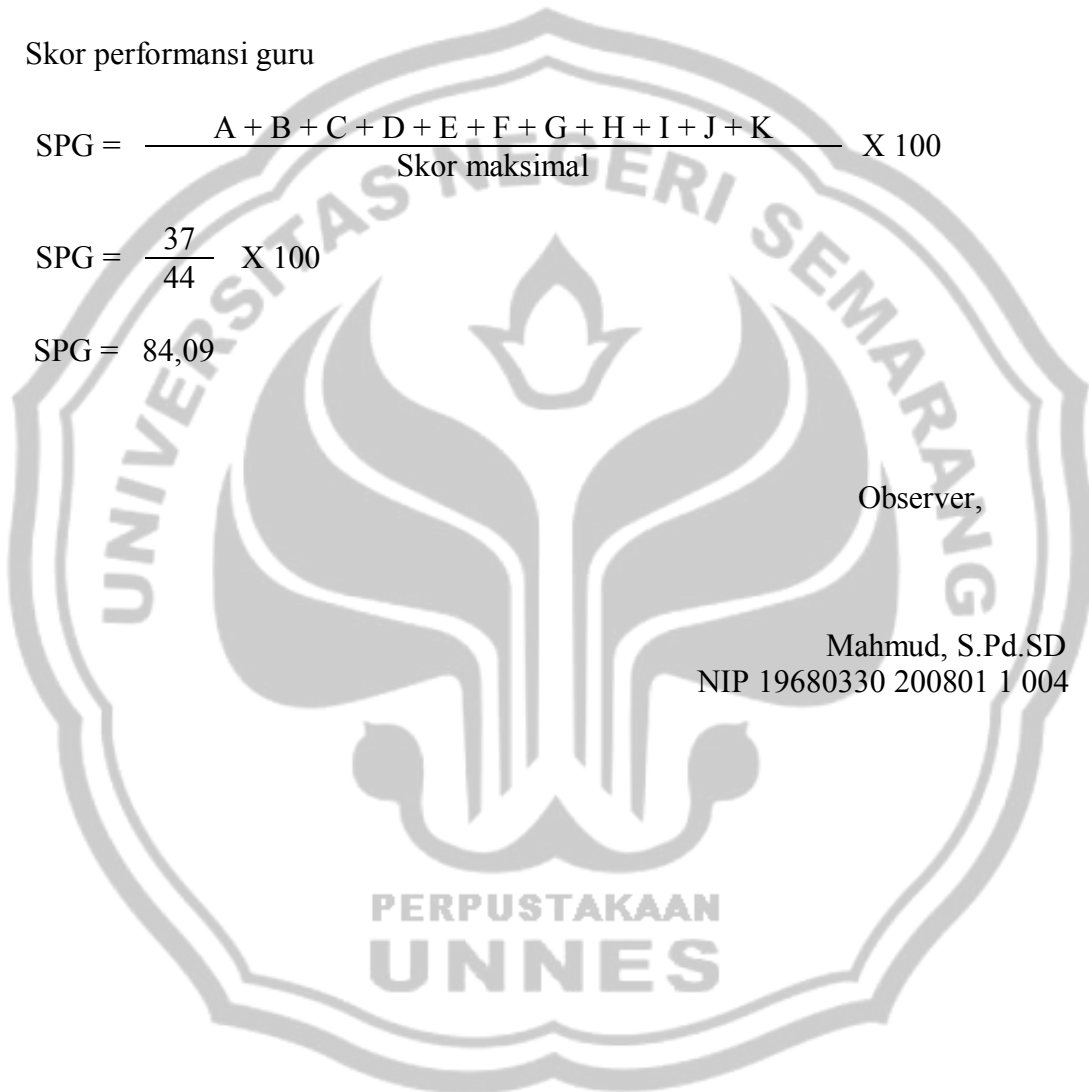 Skor performansi guru
A + B + C + D + E + F + G + H + I + J + K
SPG = X 100
Skor maksimal
37
SPG = X 100
44
SPG = 84,09
Observer,
Mahmud, S.Pd.SD
NIP 19680330 200801 1 004
UNIVERSITAS NEGERI SEMARANG
PERPUSTAKAAN
UNNES